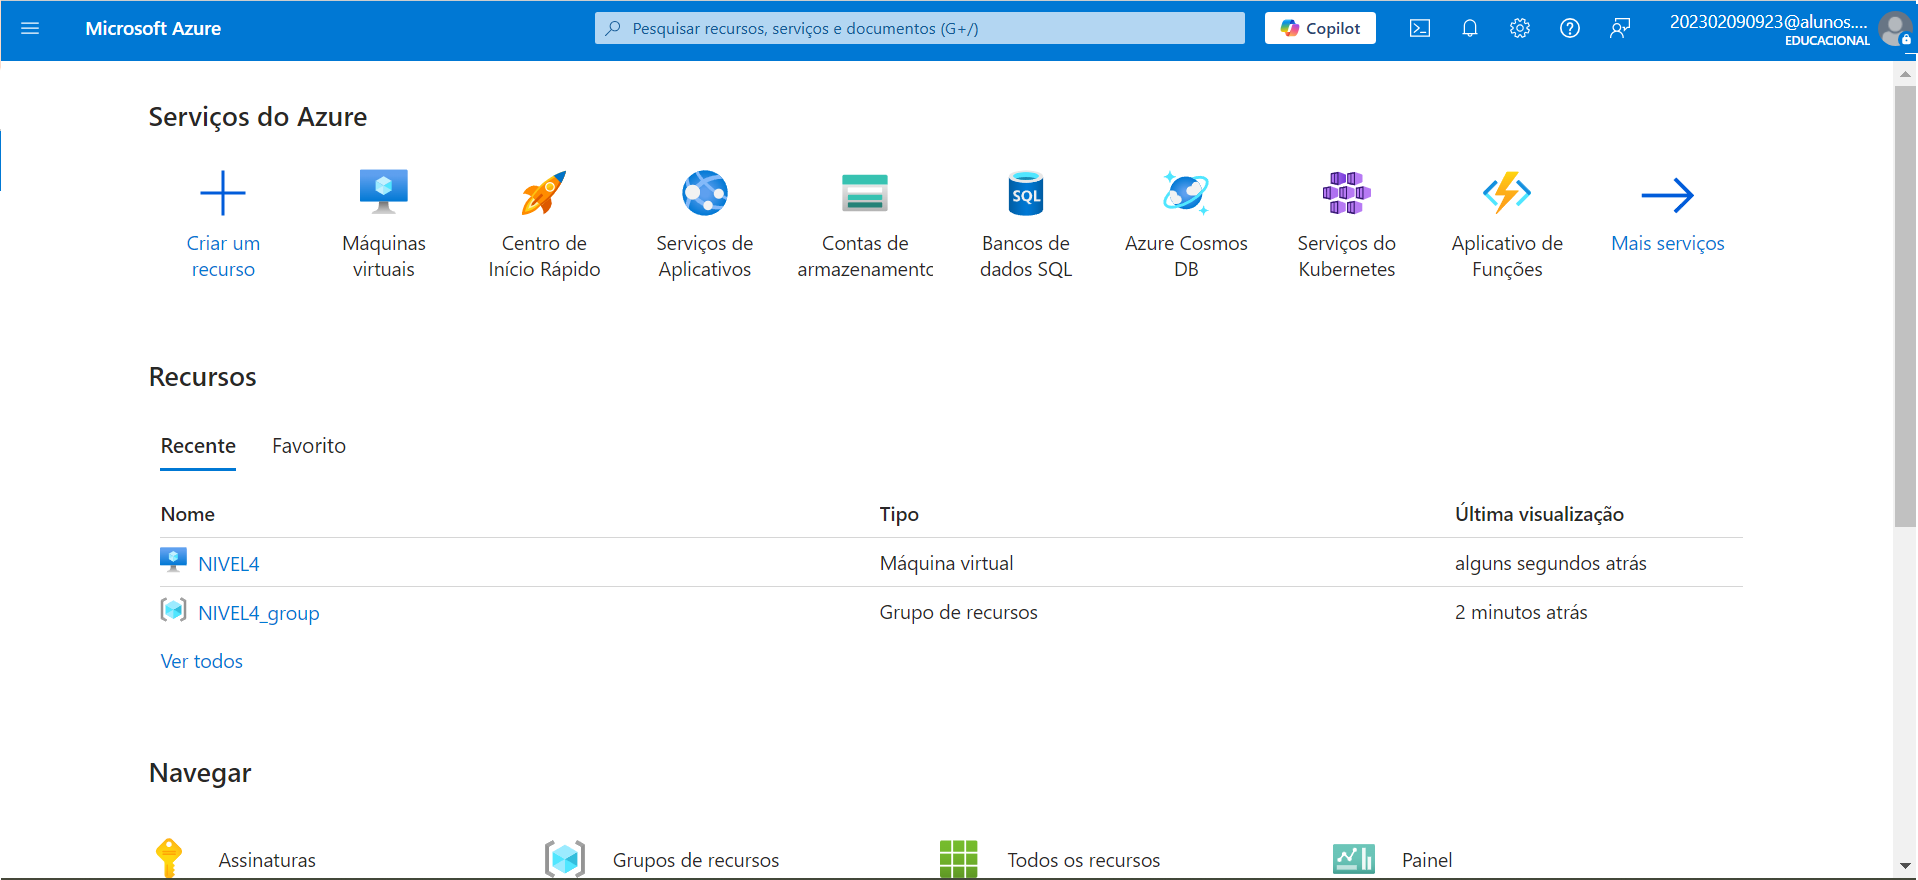 Microsoft Azure
Pesquisar recursos, serviços e documentos (G+/)
Copilot
202302090923@alunos....
EDUCACIONAL
Serviços do Azure
Criar um
recurso
Máquinas
virtuais
Centro de
Início Rápido
Serviços de
Aplicativos
Contas de
armazenamento
SQL
Bancos de
dados SQL
Azure Cosmos
DB
Serviços do
Kubernetes
Aplicativo de
Funções
Mais serviços
Recursos
Recente
Favorito
Nome Tipo Última visualização
NIVEL4 Máquina virtual alguns segundos atrás
NIVEL4_group Grupo de recursos 2 minutos atrás
Ver todos
Navegar
Assinaturas
Grupos de recursos
Todos os recursos
Painel